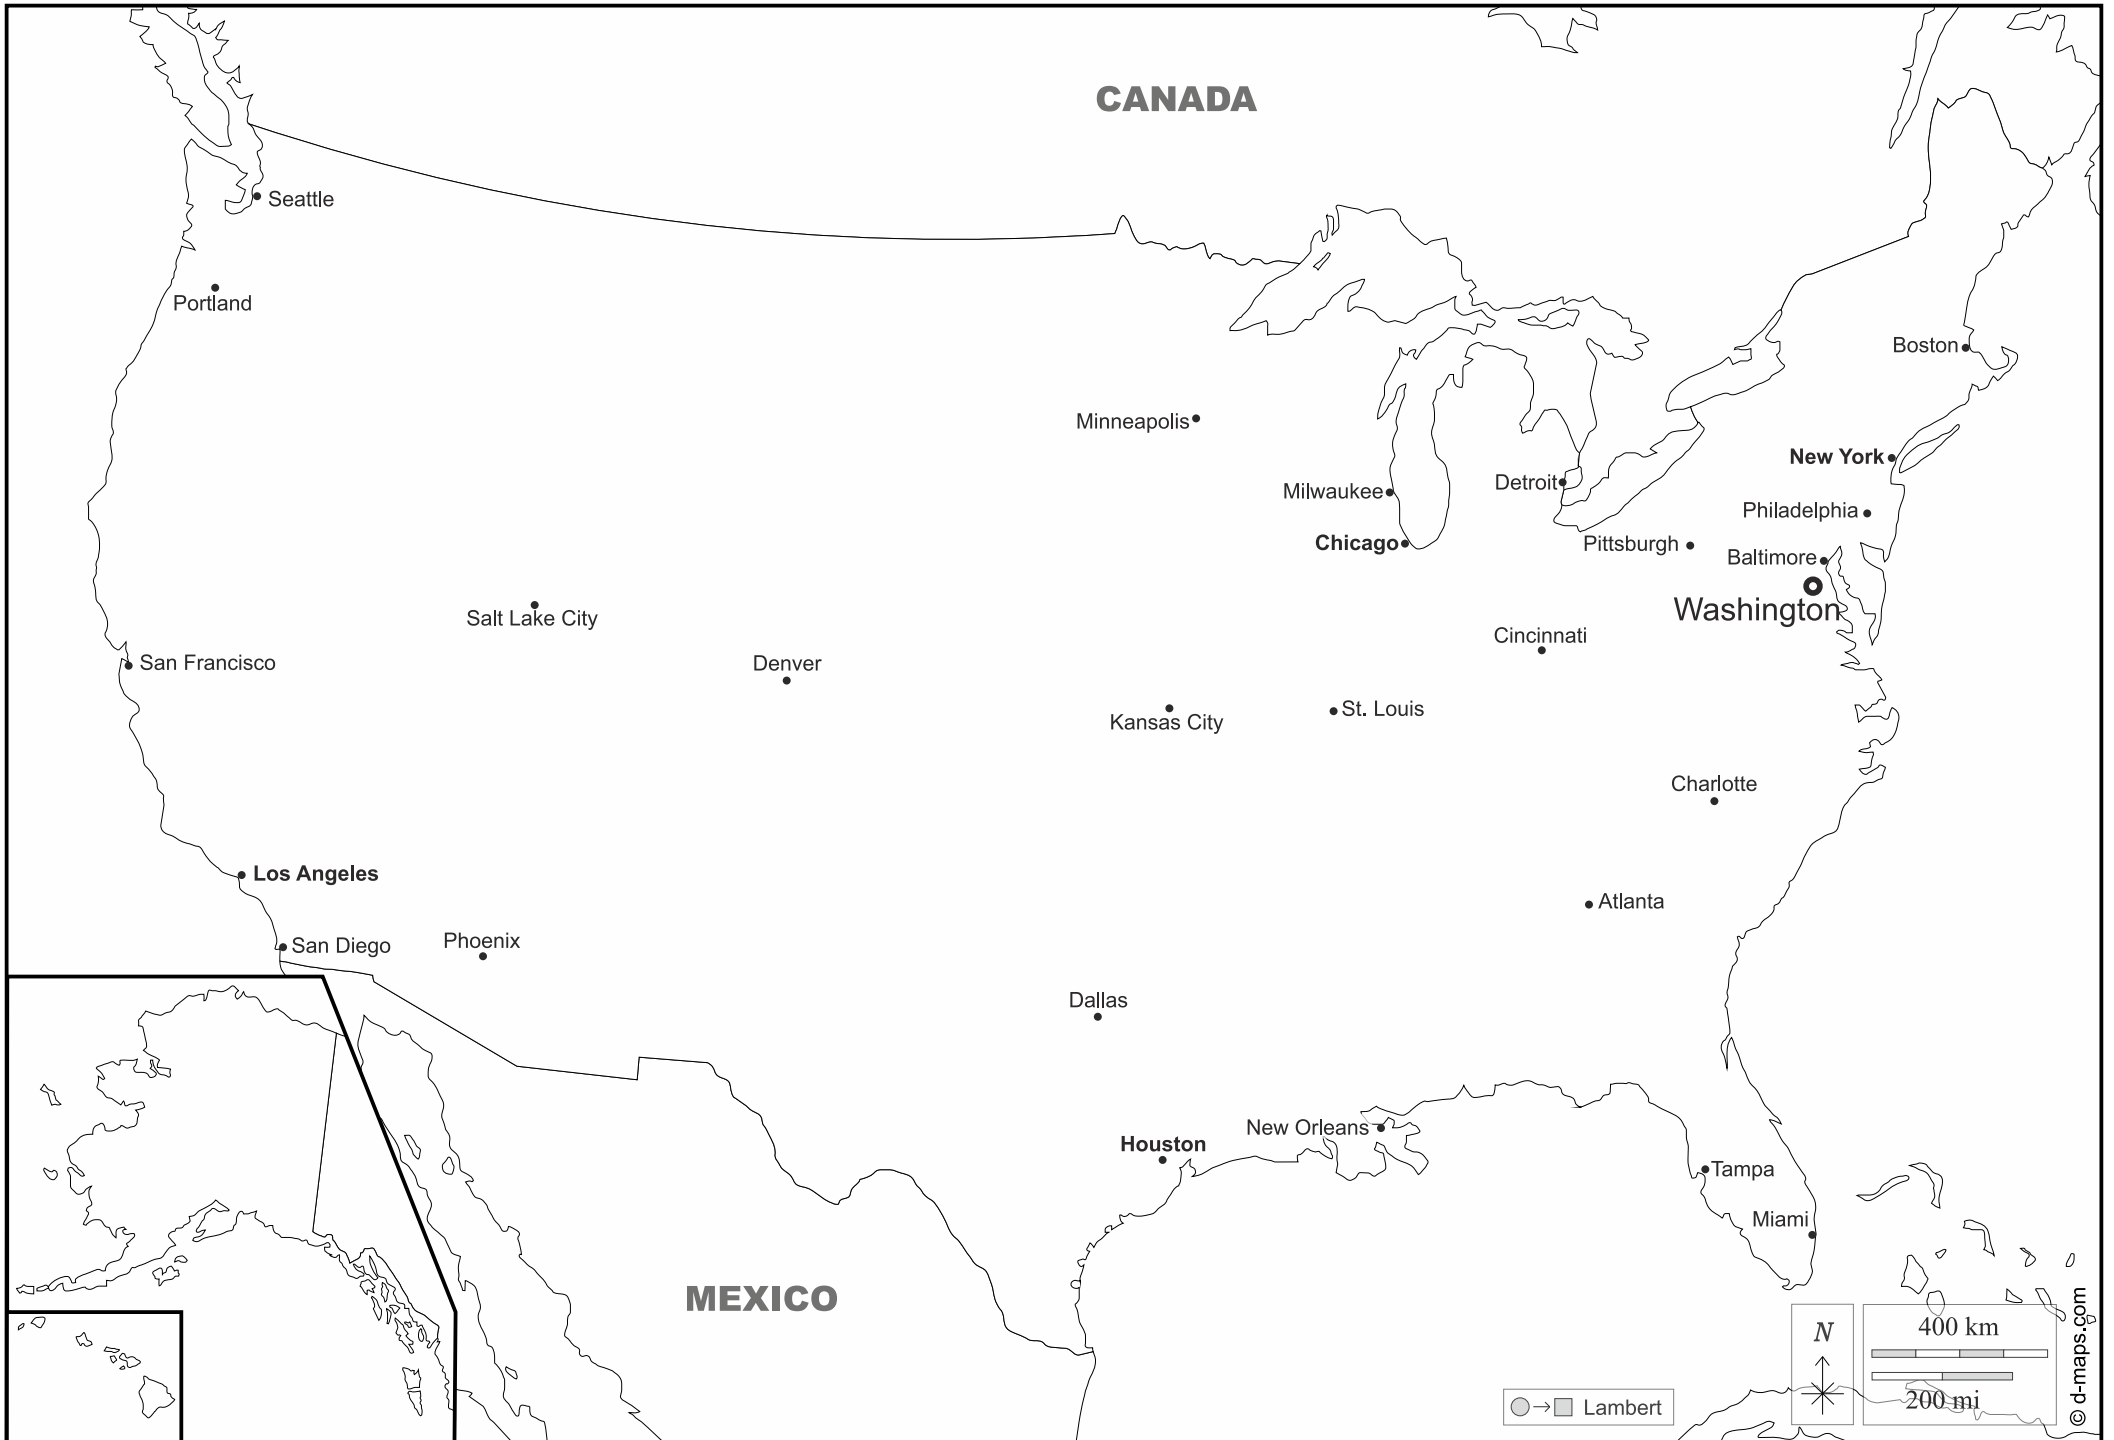 CANADA
Seattle
Portland
Boston
Minneapolis
New York
Detroit
Milwaukee
Philadelphia
Chicago
Pittsburgh
Baltimore
Washington
Salt Lake City
Cincinnati
San Francisco
Denver
St. Louis
Kansas City
Charlotte
Los Angeles
Atlanta
San Diego
Phoenix
Dallas
New Orleans
Houston
Tampa
Miami
MEXICO
N
400 km
200 mi
Lambert
© d-maps.com